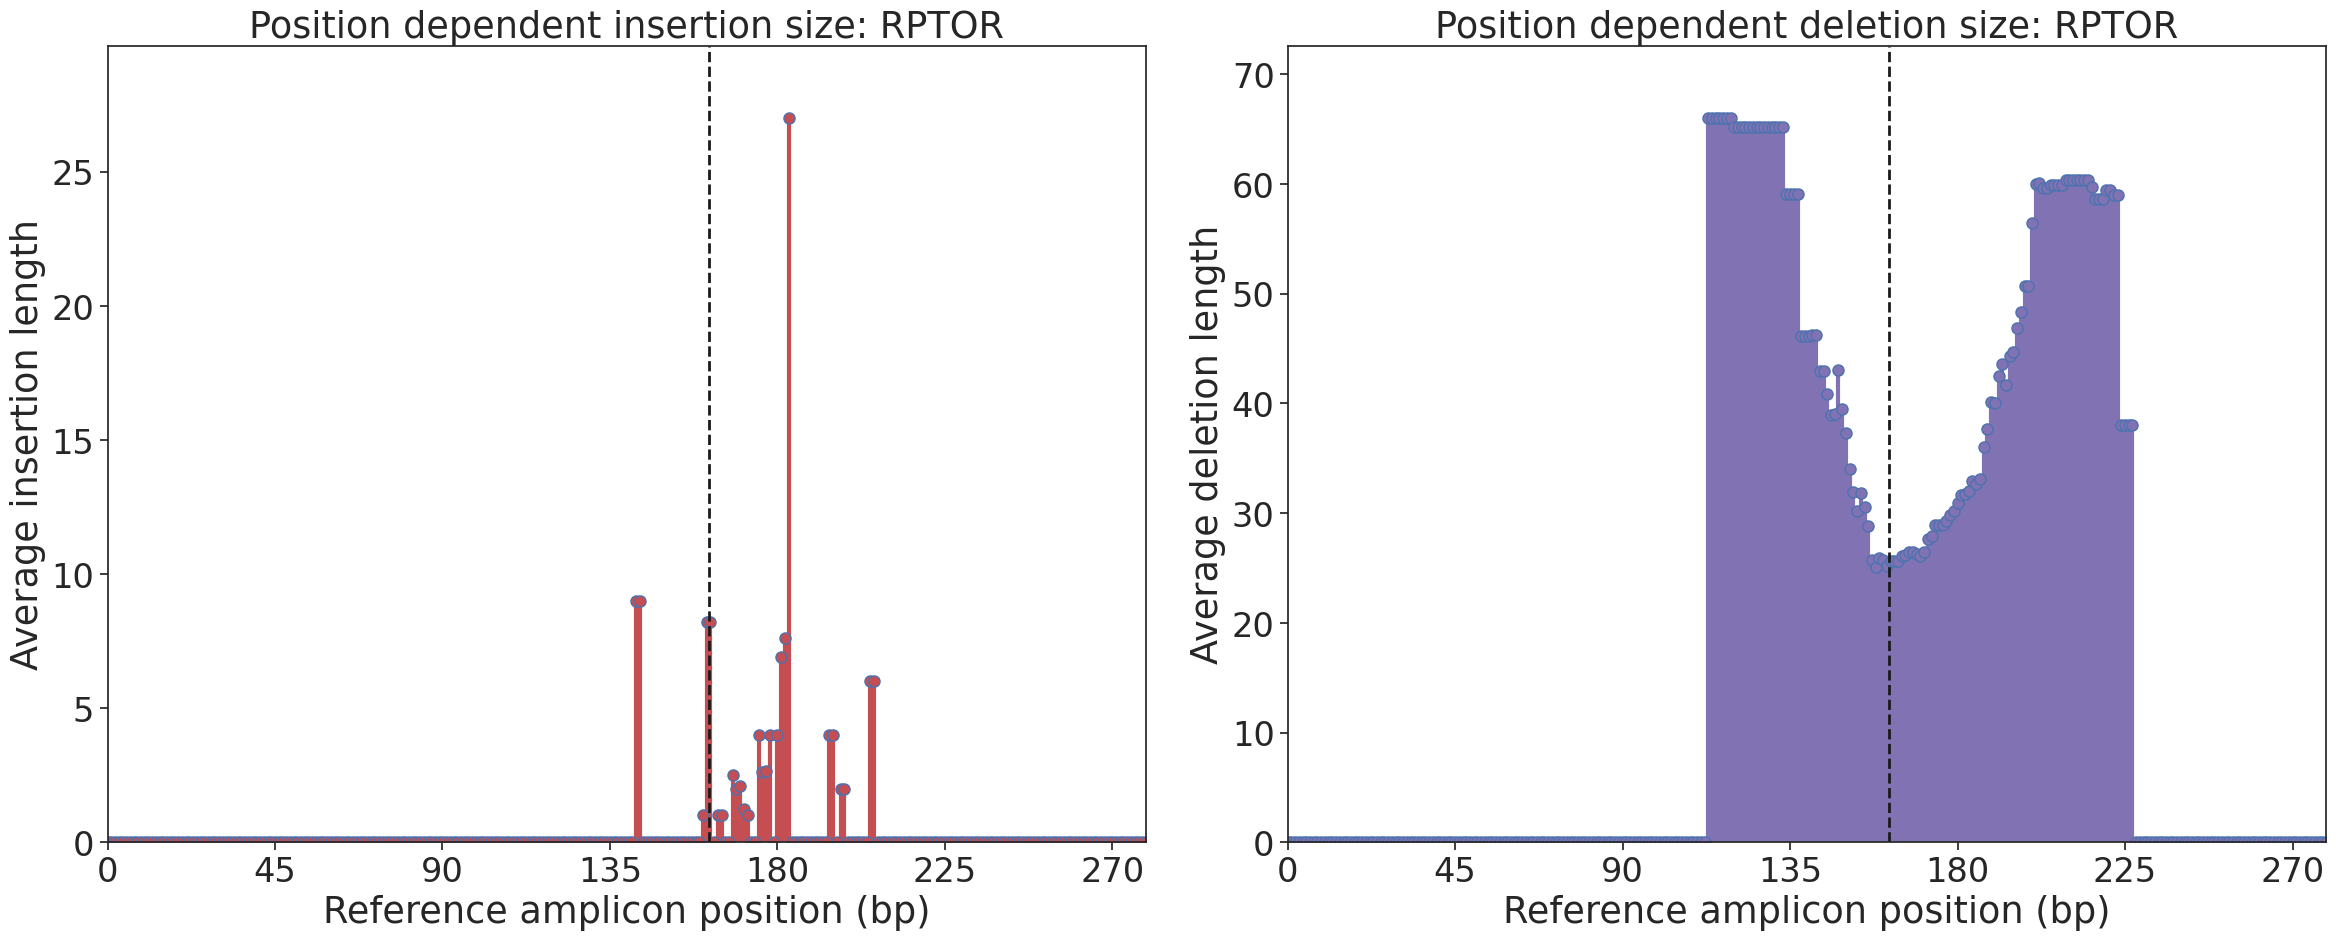 Position dependent insertion size: RPTOR
Average insertion length
25
20
15
10
5
0
0 45 90 135 180 225 270
Reference amplicon position (bp)
Position dependent deletion size: RPTOR
Average deletion length
70
60
50
40
30
20
10
0
0 45 90 135 180 225 270
Reference amplicon position (bp)